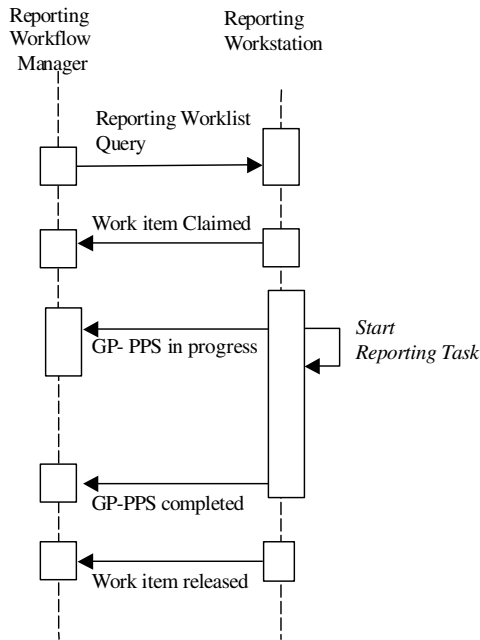 Reporting
Workflow
Manager
Reporting
Workstation
Reporting Worklist
Query
Work item Claimed
GP- PPS in progress
Start
Reporting Task
GP-PPS completed
Work item released